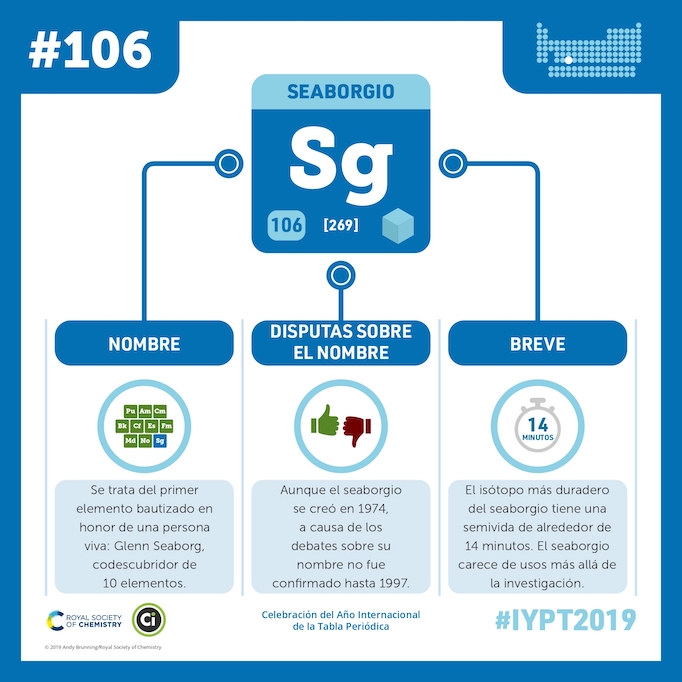 #106
SEABORGIO
Sg
106
[269]
NOMBRE
Pu Am Cm
Bk Cf Es Fm
Md No Sg
Se trata del primer
elemento bautizado en
honor de una persona
viva: Glenn Seaborg,
codescubridor de
10 elementos.
DISPUTAS SOBRE
EL NOMBRE
Aunque el seaborgio
se creó en 1974,
a causa de los
debates sobre su
nombre no fue
confirmado hasta 1997.
BREVE
14
MINUTOS
El isótopo más duradero
del seaborgio tiene una
semivida de alrededor de
14 minutos. El seaborgio
carece de usos más allá de
la investigación.
ROYAL SOCIETY
OF CHEMISTRY
Ci
Celebración del Año Internacional
de la Tabla Periódica
#IYPT2019
© 2019 Andy Brunning/Royal Society of Chemistry